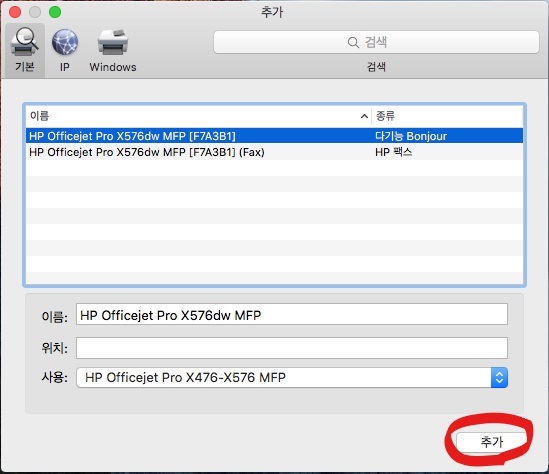 추가
기본
IP
Windows
검색
검색
이름
종류
HP Officejet Pro X576dw MFP [F7A3B1]
다기능 Bonjour
HP Officejet Pro X576dw MFP [F7A3B1] (Fax)
HP 팩스
이름: HP Officejet Pro X576dw MFP
위치:
사용: HP Officejet Pro X476-X576 MFP
추가